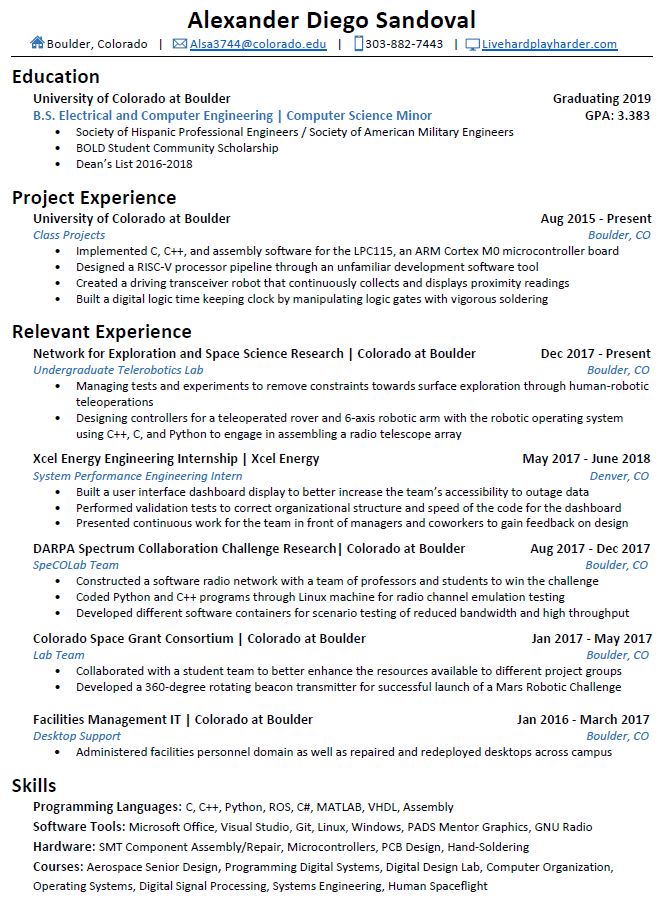 Alexander Diego Sandoval
Boulder, Colorado | Alsa3744@colorado.edu | 303-882-7443 | Livehardplayharder.com
Education
University of Colorado at Boulder Graduating 2019
B.S. Electrical and Computer Engineering | Computer Science Minor GPA: 3.383
• Society of Hispanic Professional Engineers / Society of American Military Engineers
• BOLD Student Community Scholarship
• Dean's List 2016-2018
Project Experience
University of Colorado at Boulder Aug 2015 - Present
Class Projects Boulder, CO
• Implemented C, C++, and assembly software for the LPC115, an ARM Cortex M0 microcontroller board
• Designed a RISC-V processor pipeline through an unfamiliar development software tool
• Created a driving transceiver robot that continuously collects and displays proximity readings
• Built a digital logic time keeping clock by manipulating logic gates with vigorous soldering
Relevant Experience
Network for Exploration and Space Science Research | Colorado at Boulder Dec 2017 - Present
Undergraduate Telerobotics Lab Boulder, CO
• Managing tests and experiments to remove constraints towards surface exploration through human-robotic
teleoperations
• Designing controllers for a teleoperated rover and 6-axis robotic arm with the robotic operating system
using C++, C, and Python to engage in assembling a radio telescope array
Xcel Energy Engineering Internship | Xcel Energy May 2017 - June 2018
System Performance Engineering Intern Denver, CO
• Built a user interface dashboard display to better increase the team's accessibility to outage data
• Performed validation tests to correct organizational structure and speed of the code for the dashboard
• Presented continuous work for the team in front of managers and coworkers to gain feedback on design
DARPA Spectrum Collaboration Challenge Research| Colorado at Boulder Aug 2017 - Dec 2017
SpeCOLab Team Boulder, CO
• Constructed a software radio network with a team of professors and students to win the challenge
• Coded Python and C++ programs through Linux machine for radio channel emulation testing
• Developed different software containers for scenario testing of reduced bandwidth and high throughput
Colorado Space Grant Consortium | Colorado at Boulder Jan 2017 - May 2017
Lab Team Boulder, CO
• Collaborated with a student team to better enhance the resources available to different project groups
• Developed a 360-degree rotating beacon transmitter for successful launch of a Mars Robotic Challenge
Facilities Management IT | Colorado at Boulder Jan 2016 - March 2017
Desktop Support Boulder, CO
• Administered facilities personnel domain as well as repaired and redeployed desktops across campus
Skills
Programming Languages: C, C++, Python, ROS, C#, MATLAB, VHDL, Assembly
Software Tools: Microsoft Office, Visual Studio, Git, Linux, Windows, PADS Mentor Graphics, GNU Radio
Hardware: SMT Component Assembly/Repair, Microcontrollers, PCB Design, Hand-Soldering
Courses: Aerospace Senior Design, Programming Digital Systems, Digital Design Lab, Computer Organization,
Operating Systems, Digital Signal Processing, Systems Engineering, Human Spaceflight